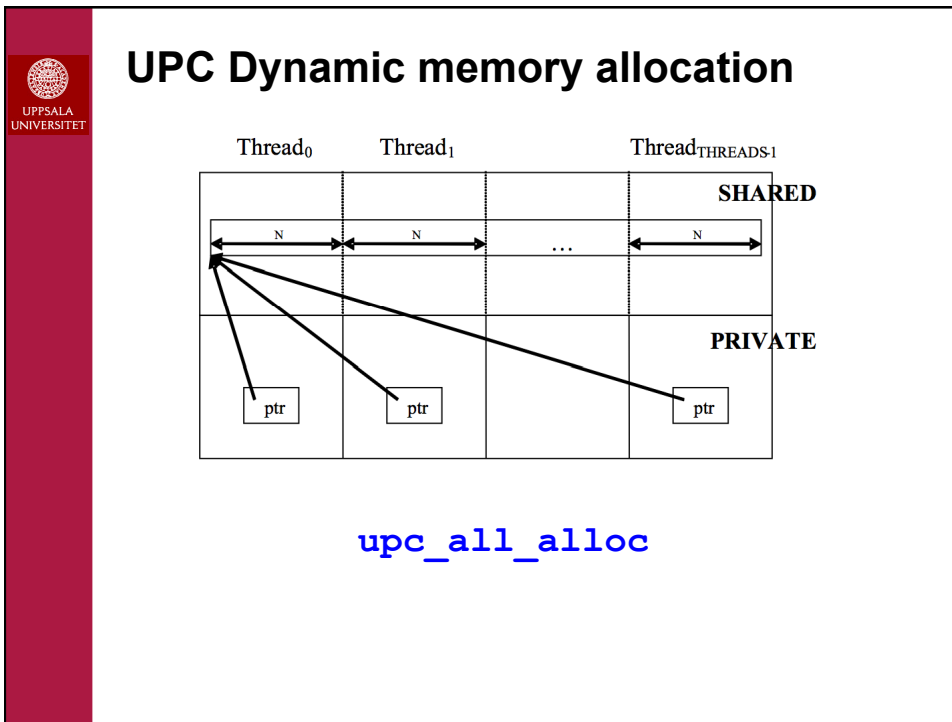 UPC Dynamic memory allocation
UPPSALA
UNIVERSITET
Thread0 Thread1 ThreadTHREADS-1
SHARED
N N ... N
PRIVATE
ptr ptr ptr
upc_all_alloc